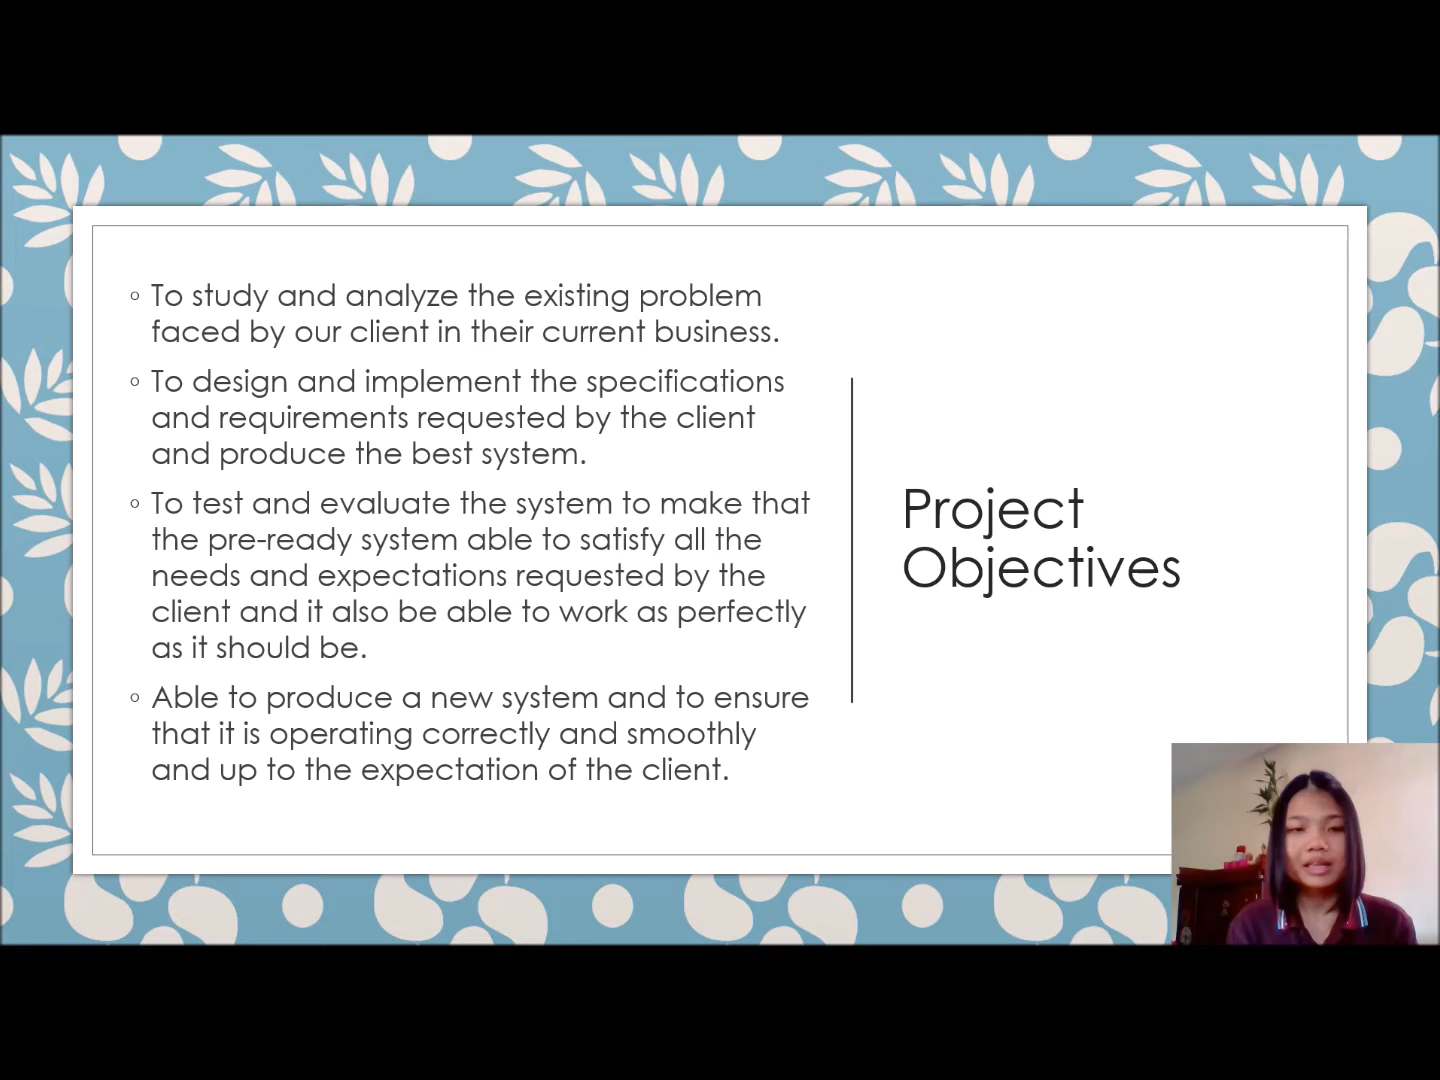 ◦ To study and analyze the existing problem
faced by our client in their current business.
◦ To design and implement the specifications
and requirements requested by the client
and produce the best system.
◦ To test and evaluate the system to make that
the pre-ready system able to satisfy all the
needs and expectations requested by the
client and it also be able to work as perfectly
as it should be.
◦ Able to produce a new system and to ensure
that it is operating correctly and smoothly
and up to the expectation of the client.
Project
Objectives